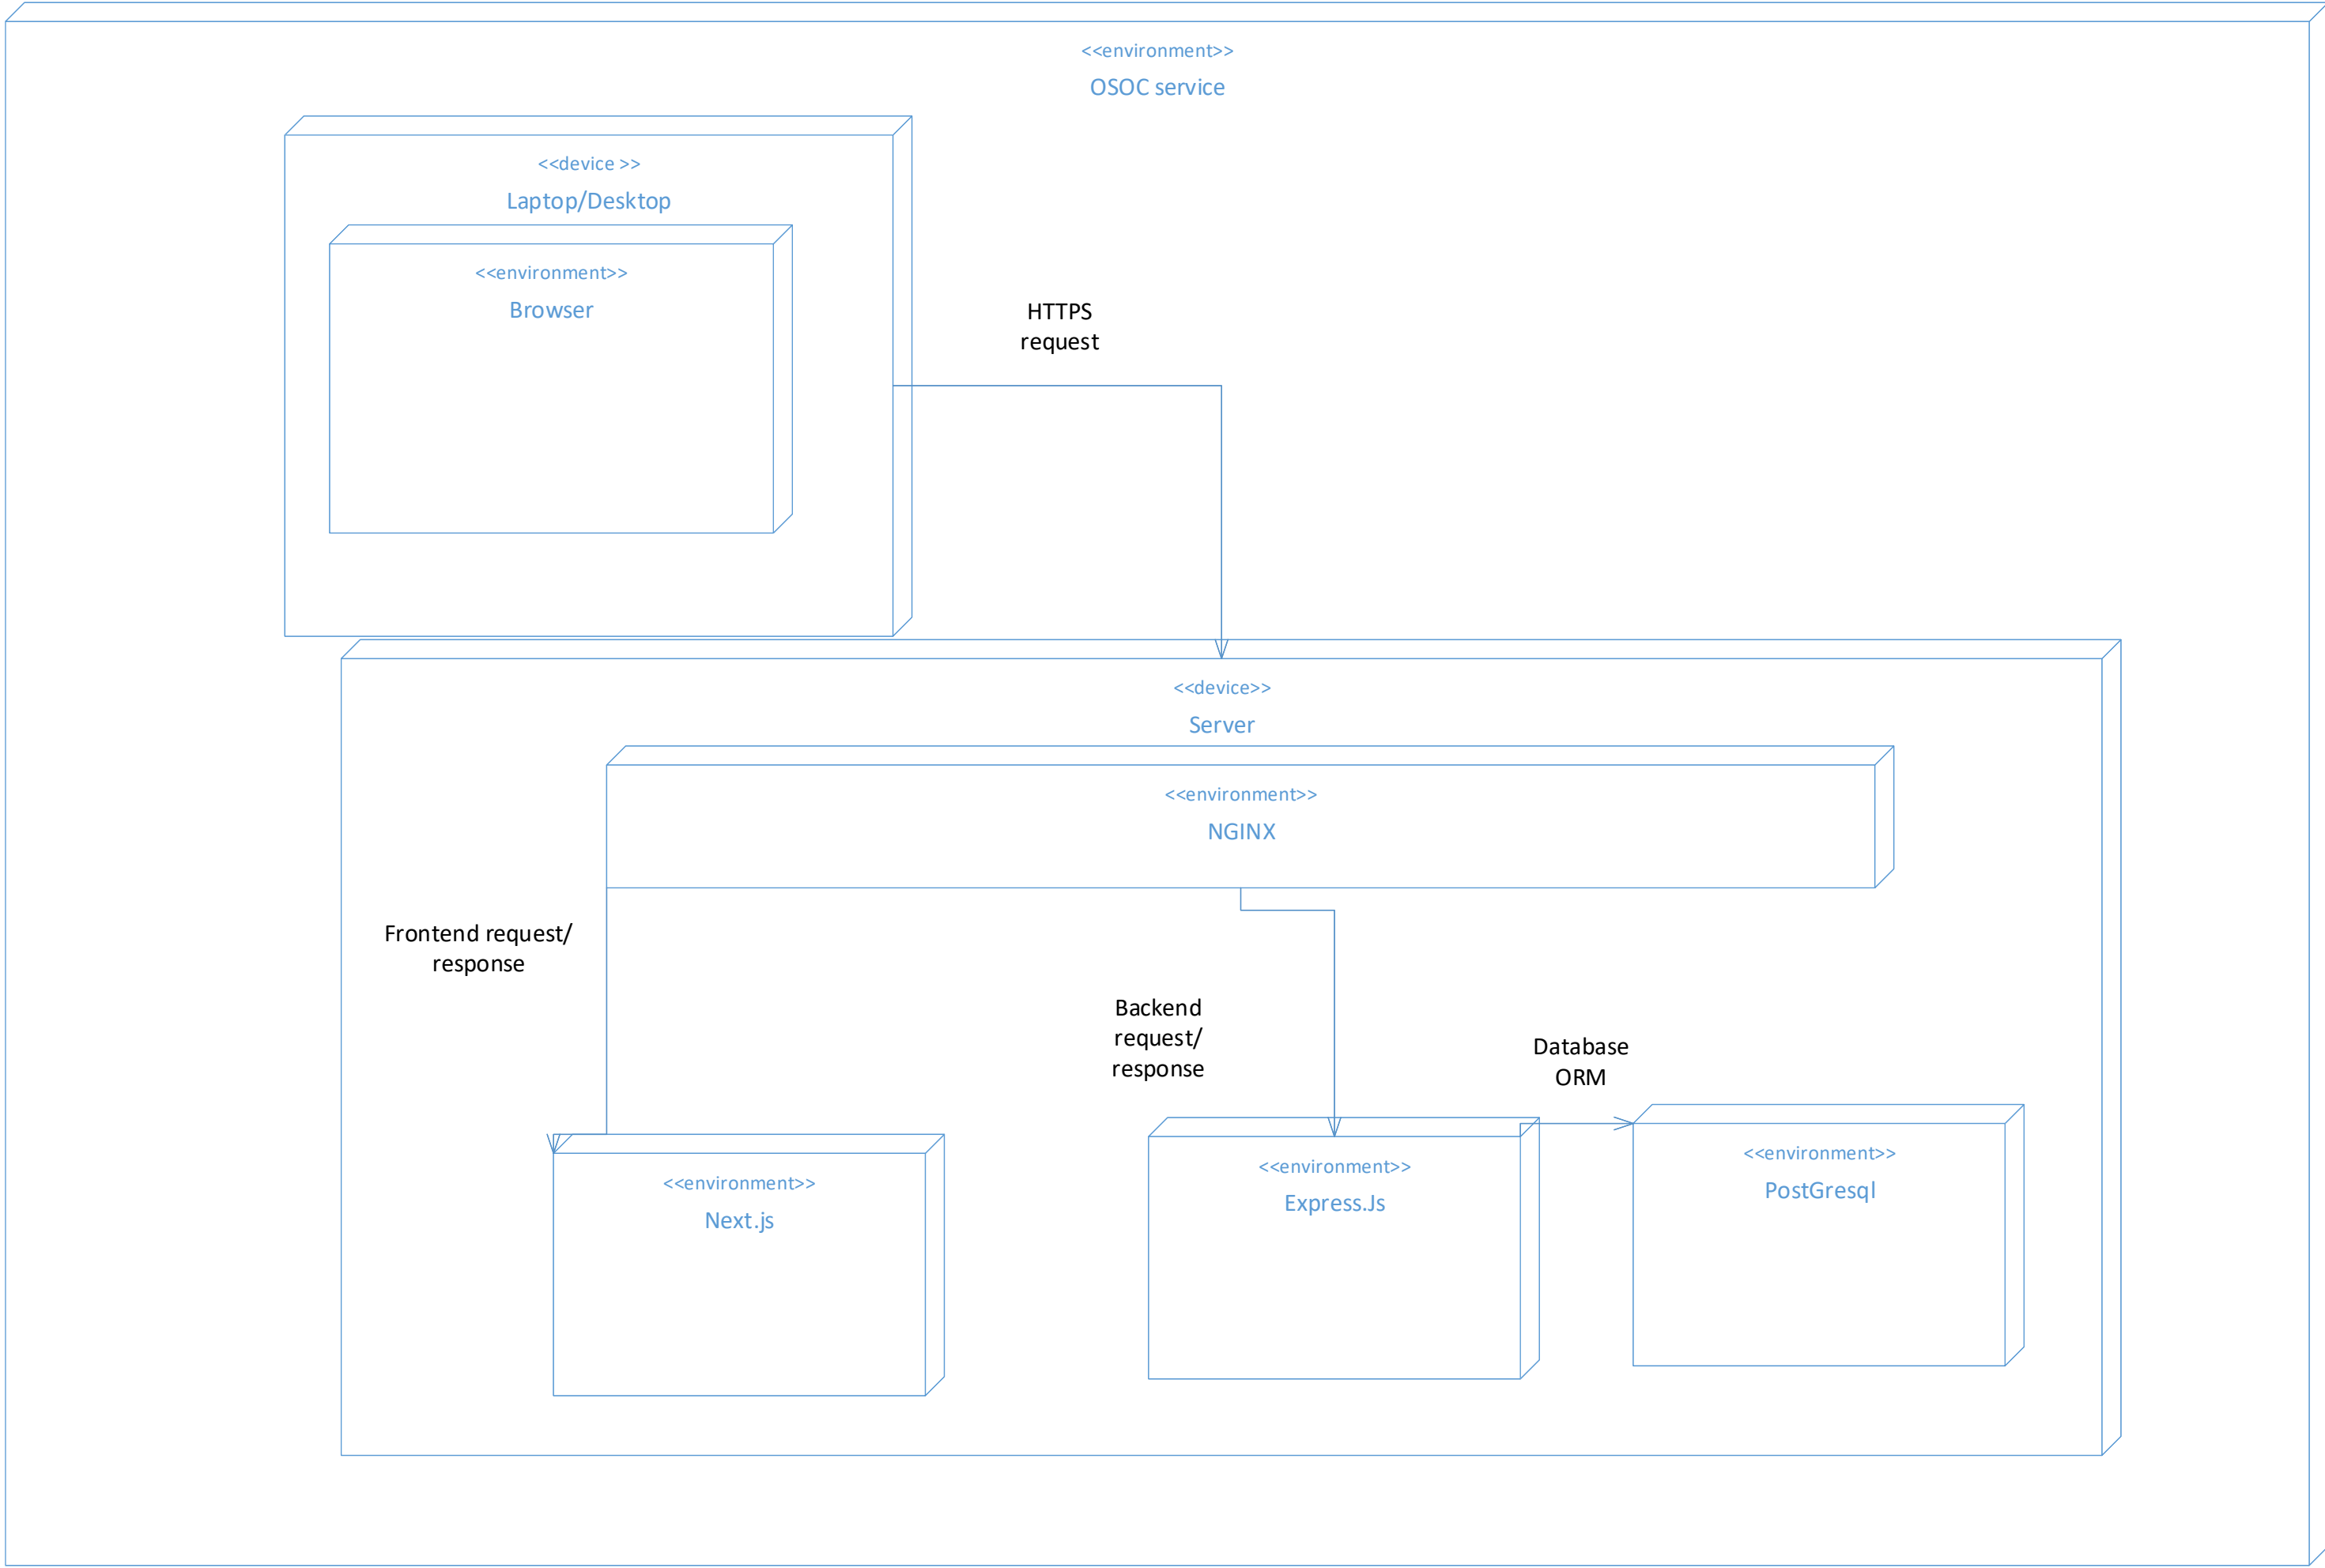 <<environment>>
OSOC service
<<device >>
Laptop/Desktop
<<environment>>
Browser
HTTPS
request
<<device>>
Server
<<environment>>
NGINX
Frontend request/
response
Backend
request/
response
Database
ORM
<<environment>>
Next.js
<<environment>>
Express.Js
<<environment>>
PostGresql